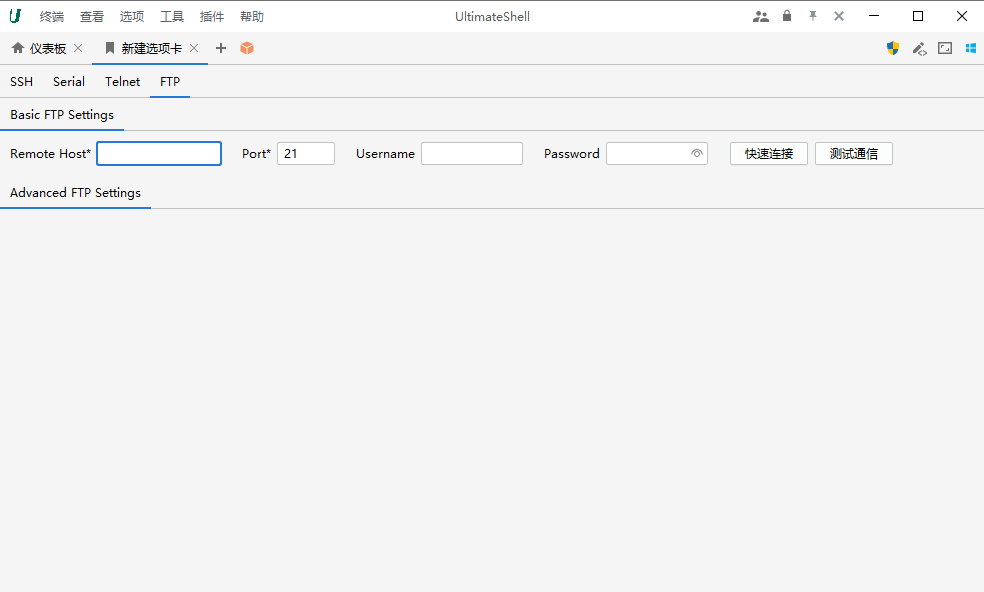 终端 查看 选项 工具 插件 帮助 UltimateShell
仪表板 新建选项卡
SSH Serial Telnet FTP
Basic FTP Settings
Remote Host* Port* 21 Username Password 快速连接 测试通信
Advanced FTP Settings